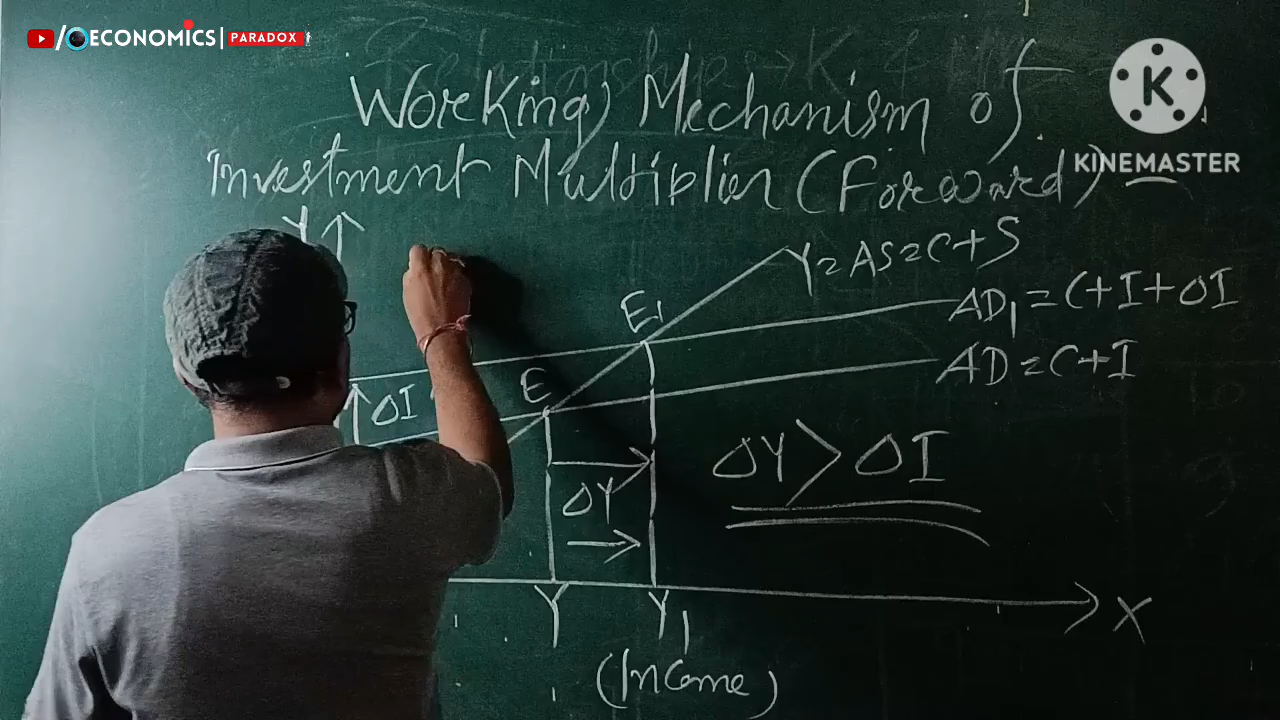 /ECONOMICS| PARADOX
K
KINEMASTER
Working Mechanism of
Investment Multiplier (Forward)
Y
Y=AS=C+S
E1
AD1=C+I+ΔI
E
AD=C+I
ΔI
ΔY>ΔI
ΔY
Y Y1
X
(Income)